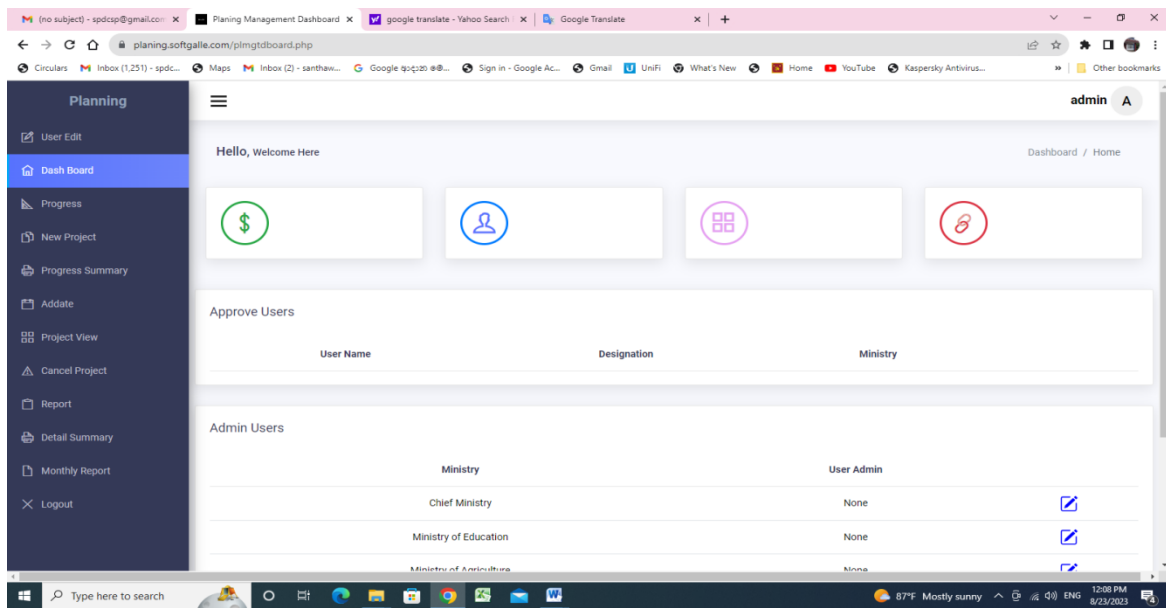 (no subject) - spdcsp@gmail.com
Planing Management Dashboard
google translate - Yahoo Search
Google Translate
planing.softgalle.com/plmgtdboard.php
Circulars
Inbox (1,251) - spdc...
Maps
Inbox (2) - santhaw...
Sign in - Google Ac...
Gmail
UniFi
What's New
Home
YouTube
Kaspersky Antivirus...
»
Other bookmarks
Planning
admin A
User Edit
Hello, Welcome Here
Dashboard / Home
Dash Board
Progress
New Project
Progress Summary
Addate
Project View
Cancel Project
Report
Detail Summary
Monthly Report
Logout
$
Approve Users
User Name Designation Ministry
Admin Users
Ministry User Admin
Chief Ministry None
Ministry of Education None
Ministry of Agriculture None
Type here to search
87°F Mostly sunny
ENG
12:08 PM
8/23/2023
4